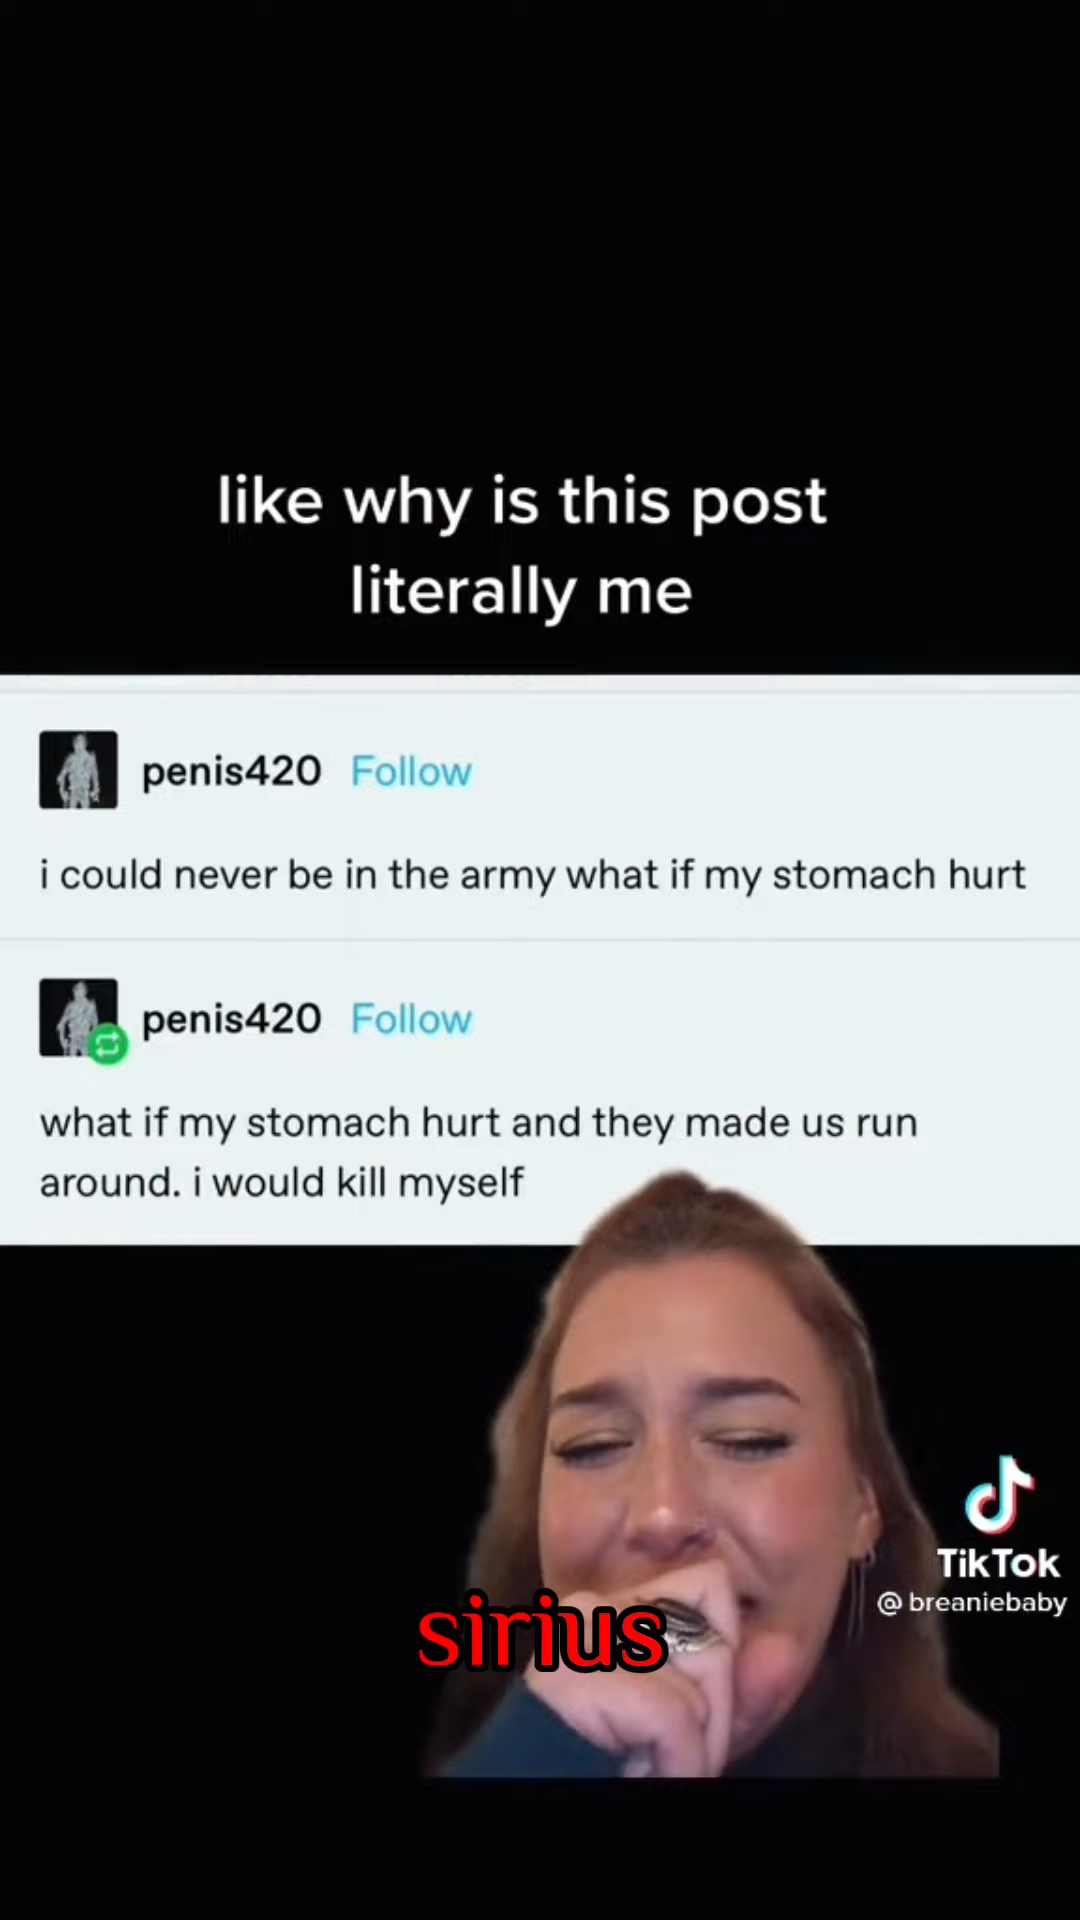 like why is this post
literally me
penis420 Follow
i could never be in the army what if my stomach hurt
penis420 Follow
what if my stomach hurt and they made us run
around. i would kill myself
TikTok
@breaniebaby
sirius